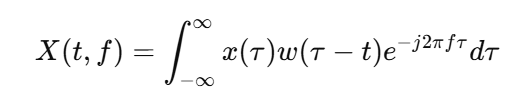 X(t, f) = ∫_{-∞}^{∞} x(τ)w(τ − t)e^{−j2πfτ} dτ